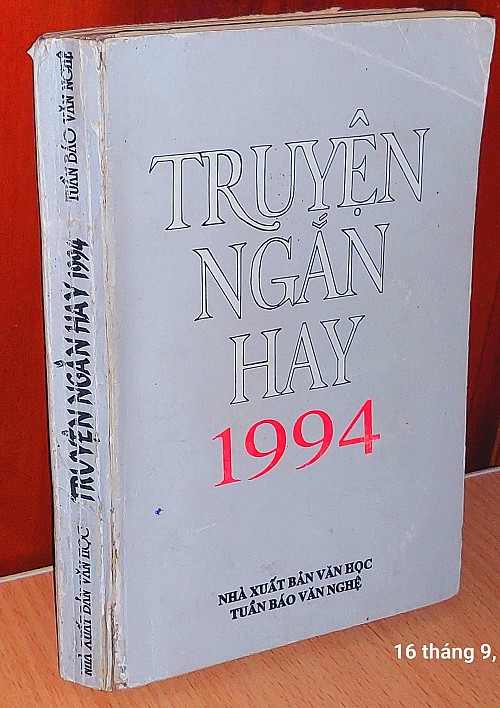 TRUYỆN
NGẮN
HAY
1994
NHÀ XUẤT BẢN VĂN HỌC
TUẦN BÁO VĂN NGHỆ
TUẦN BÁO VĂN NGHỆ
TRUYỆN NGẮN HAY 1994
NHÀ XUẤT BẢN VĂN HỌC
16 tháng 9,